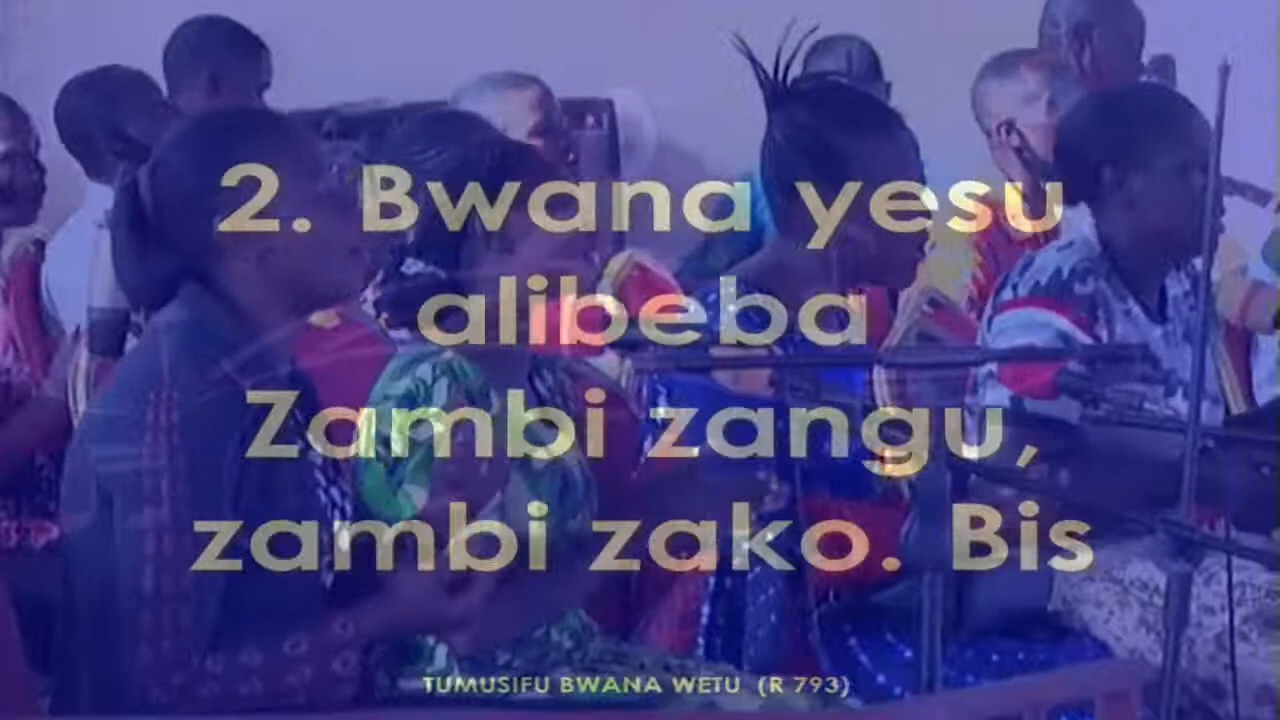 2. Bwana yesu
alibeba
Zambi zangu,
zambi zako. Bis
TUMUSIFU BWANA WETU (R 793)